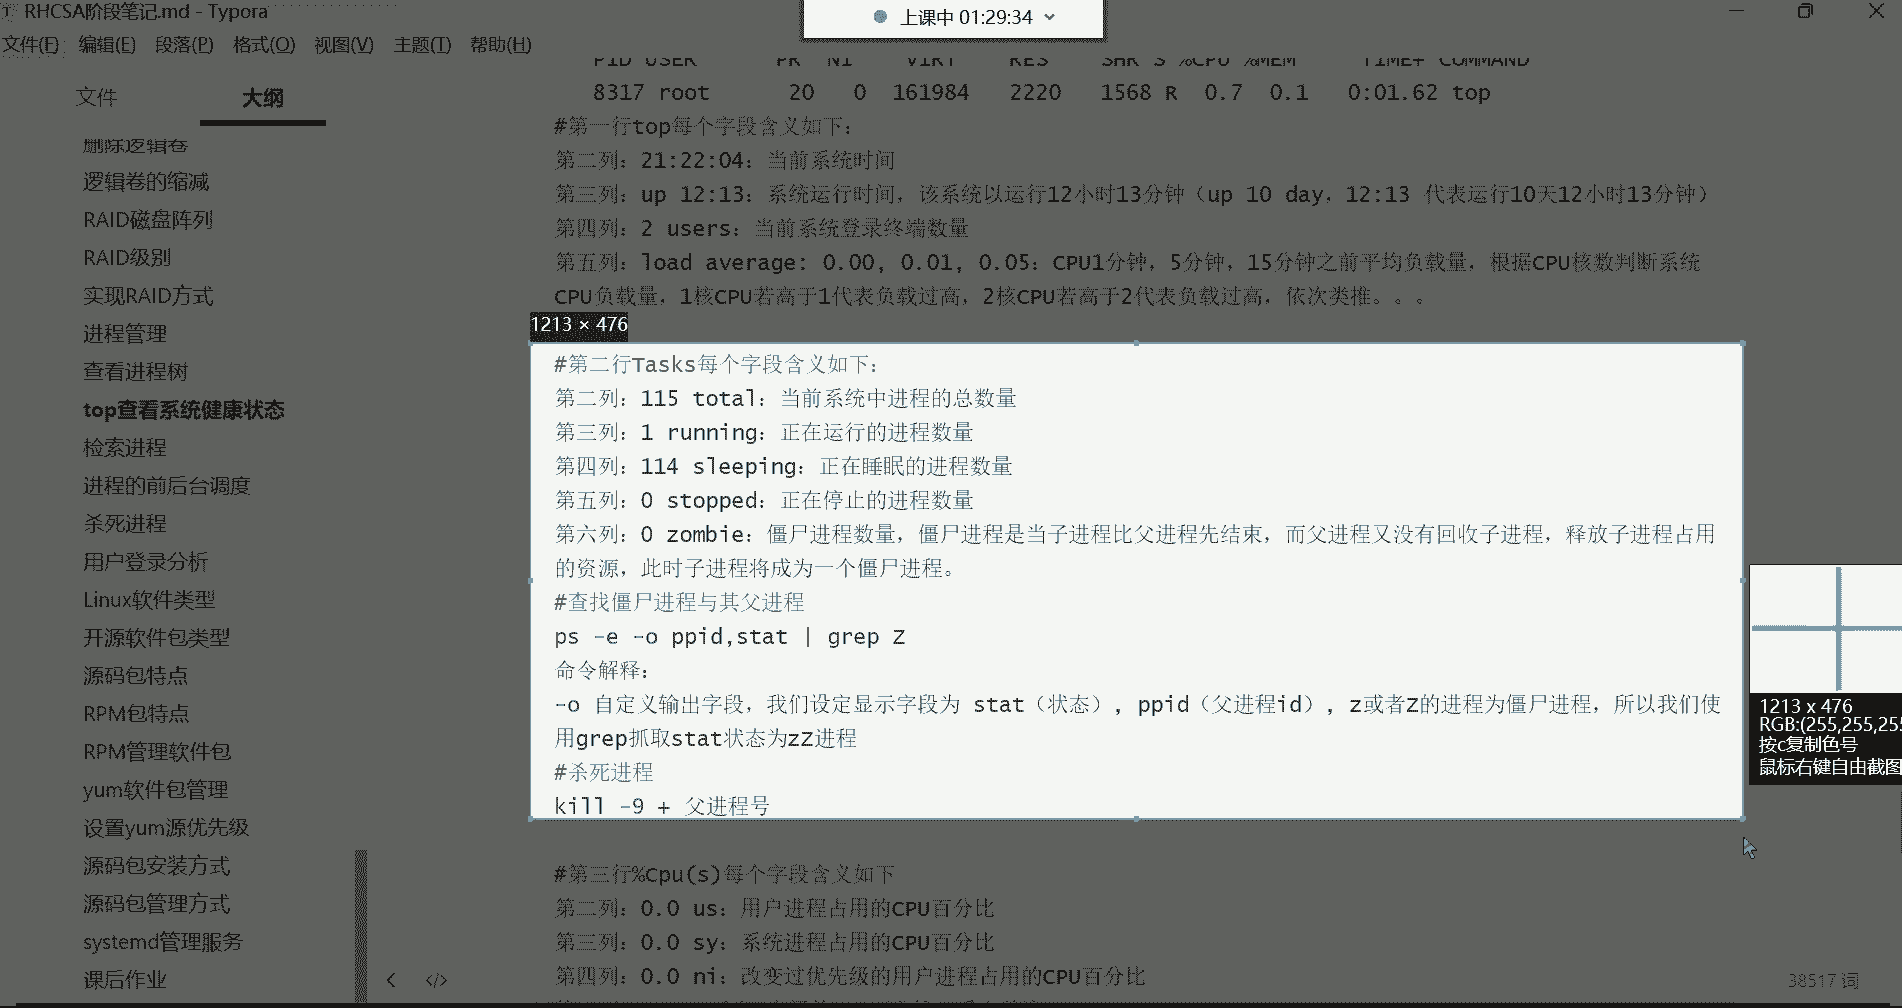 RHCSA阶段笔记.md - Typora
上课中 01:29:34
文件(F) 编辑(E) 段落(P) 格式(O) 视图(V) 主题(T) 帮助(H)
文件 大纲
删除逻辑卷
逻辑卷的缩减
RAID磁盘阵列
RAID级别
实现RAID方式
进程管理
查看进程树
top查看系统健康状态
检索进程
进程的前后台调度
杀死进程
用户登录分析
Linux软件类型
开源软件包类型
源码包特点
RPM包特点
RPM管理软件包
yum软件包管理
设置yum源优先级
源码包安装方式
源码包管理方式
systemd管理服务
课后作业
PID USER PR NI VIRT RES SHR S %CPU %MEM TIME+ COMMAND
8317 root 20 0 161984 2220 1568 R 0.7 0.1 0:01.62 top
#第一行top每个字段含义如下：
第二列：21:22:04：当前系统时间
第三列：up 12:13：系统运行时间，该系统以运行12小时13分钟（up 10 day，12:13 代表运行10天12小时13分钟）
第四列：2 users：当前系统登录终端数量
第五列：load average: 0.00, 0.01, 0.05：CPU1分钟，5分钟，15分钟之前平均负载量，根据CPU核数判断系统
CPU负载量，1核CPU若高于1代表负载过高，2核CPU若高于2代表负载过高，依次类推。。。
1213 × 476
#第二行Tasks每个字段含义如下：
第二列：115 total：当前系统中进程的总数量
第三列：1 running：正在运行的进程数量
第四列：114 sleeping：正在睡眠的进程数量
第五列：0 stopped：正在停止的进程数量
第六列：0 zombie：僵尸进程数量，僵尸进程是当子进程比父进程先结束，而父进程又没有回收子进程，释放子进程占用
的资源，此时子进程将成为一个僵尸进程。
#查找僵尸进程与其父进程
ps -e -o ppid,stat | grep Z
命令解释：
-o 自定义输出字段，我们设定显示字段为 stat（状态）, ppid（父进程id）, z或者Z的进程为僵尸进程，所以我们使
用grep抓取stat状态为zZ进程
#杀死进程
kill -9 + 父进程号
#第三行%Cpu(s)每个字段含义如下
第二列：0.0 us：用户进程占用的CPU百分比
第三列：0.0 sy：系统进程占用的CPU百分比
第四列：0.0 ni：改变过优先级的用户进程占用的CPU百分比
1213 x 476
RGB:(255,255,255
按c复制色号
鼠标右键自由截图
38517 词